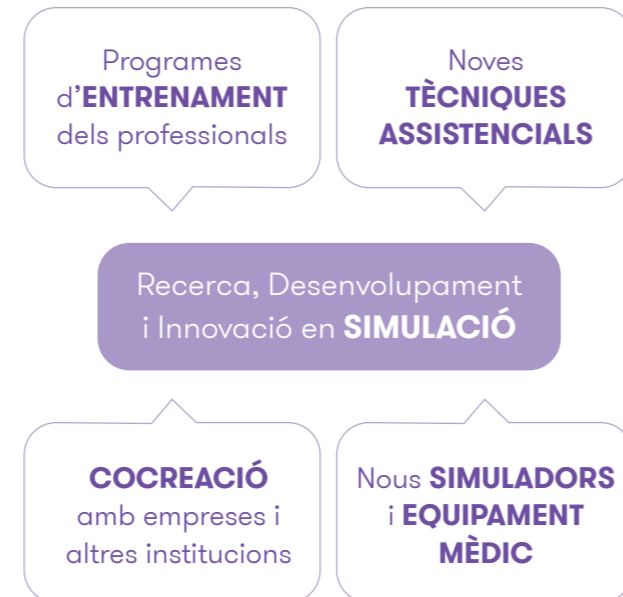 Programes
d'ENTRENAMENT
dels professionals
Noves
TÈCNIQUES
ASSISTENCIALS
Recerca, Desenvolupament
i Innovació en SIMULACIÓ
COCREACIÓ
amb empreses i
altres institucions
Nous SIMULADORS
i EQUIPAMENT
MÈDIC